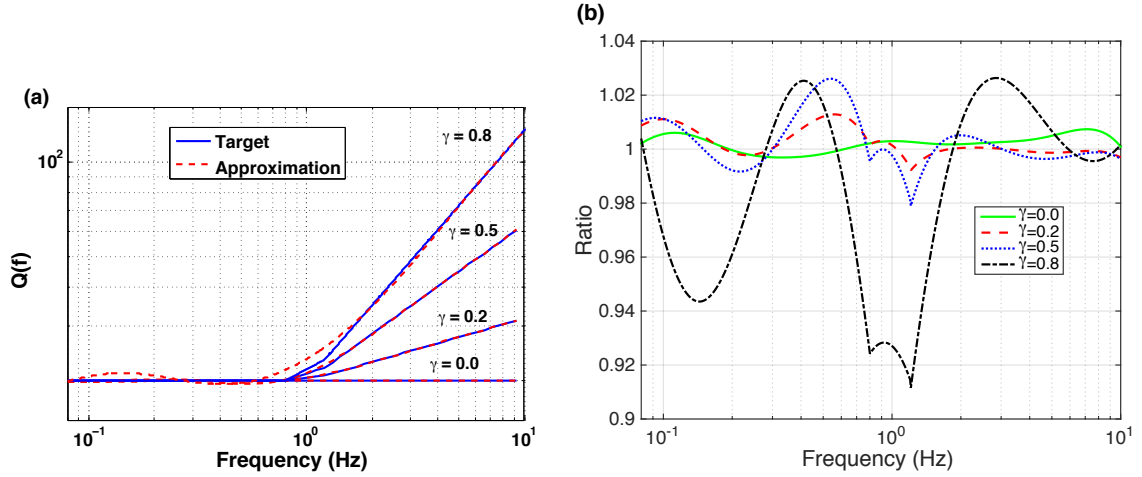 (a)
Target
Approximation
γ = 0.8
γ = 0.5
γ = 0.2
γ = 0.0
10²
Q(f)
10⁻¹ 10⁰ 10¹
Frequency (Hz)
(b)
1.04
1.02
1
0.98
0.96
0.94
0.92
0.9
Ratio
γ=0.0
γ=0.2
γ=0.5
γ=0.8
10⁻¹ 10⁰ 10¹
Frequency (Hz)